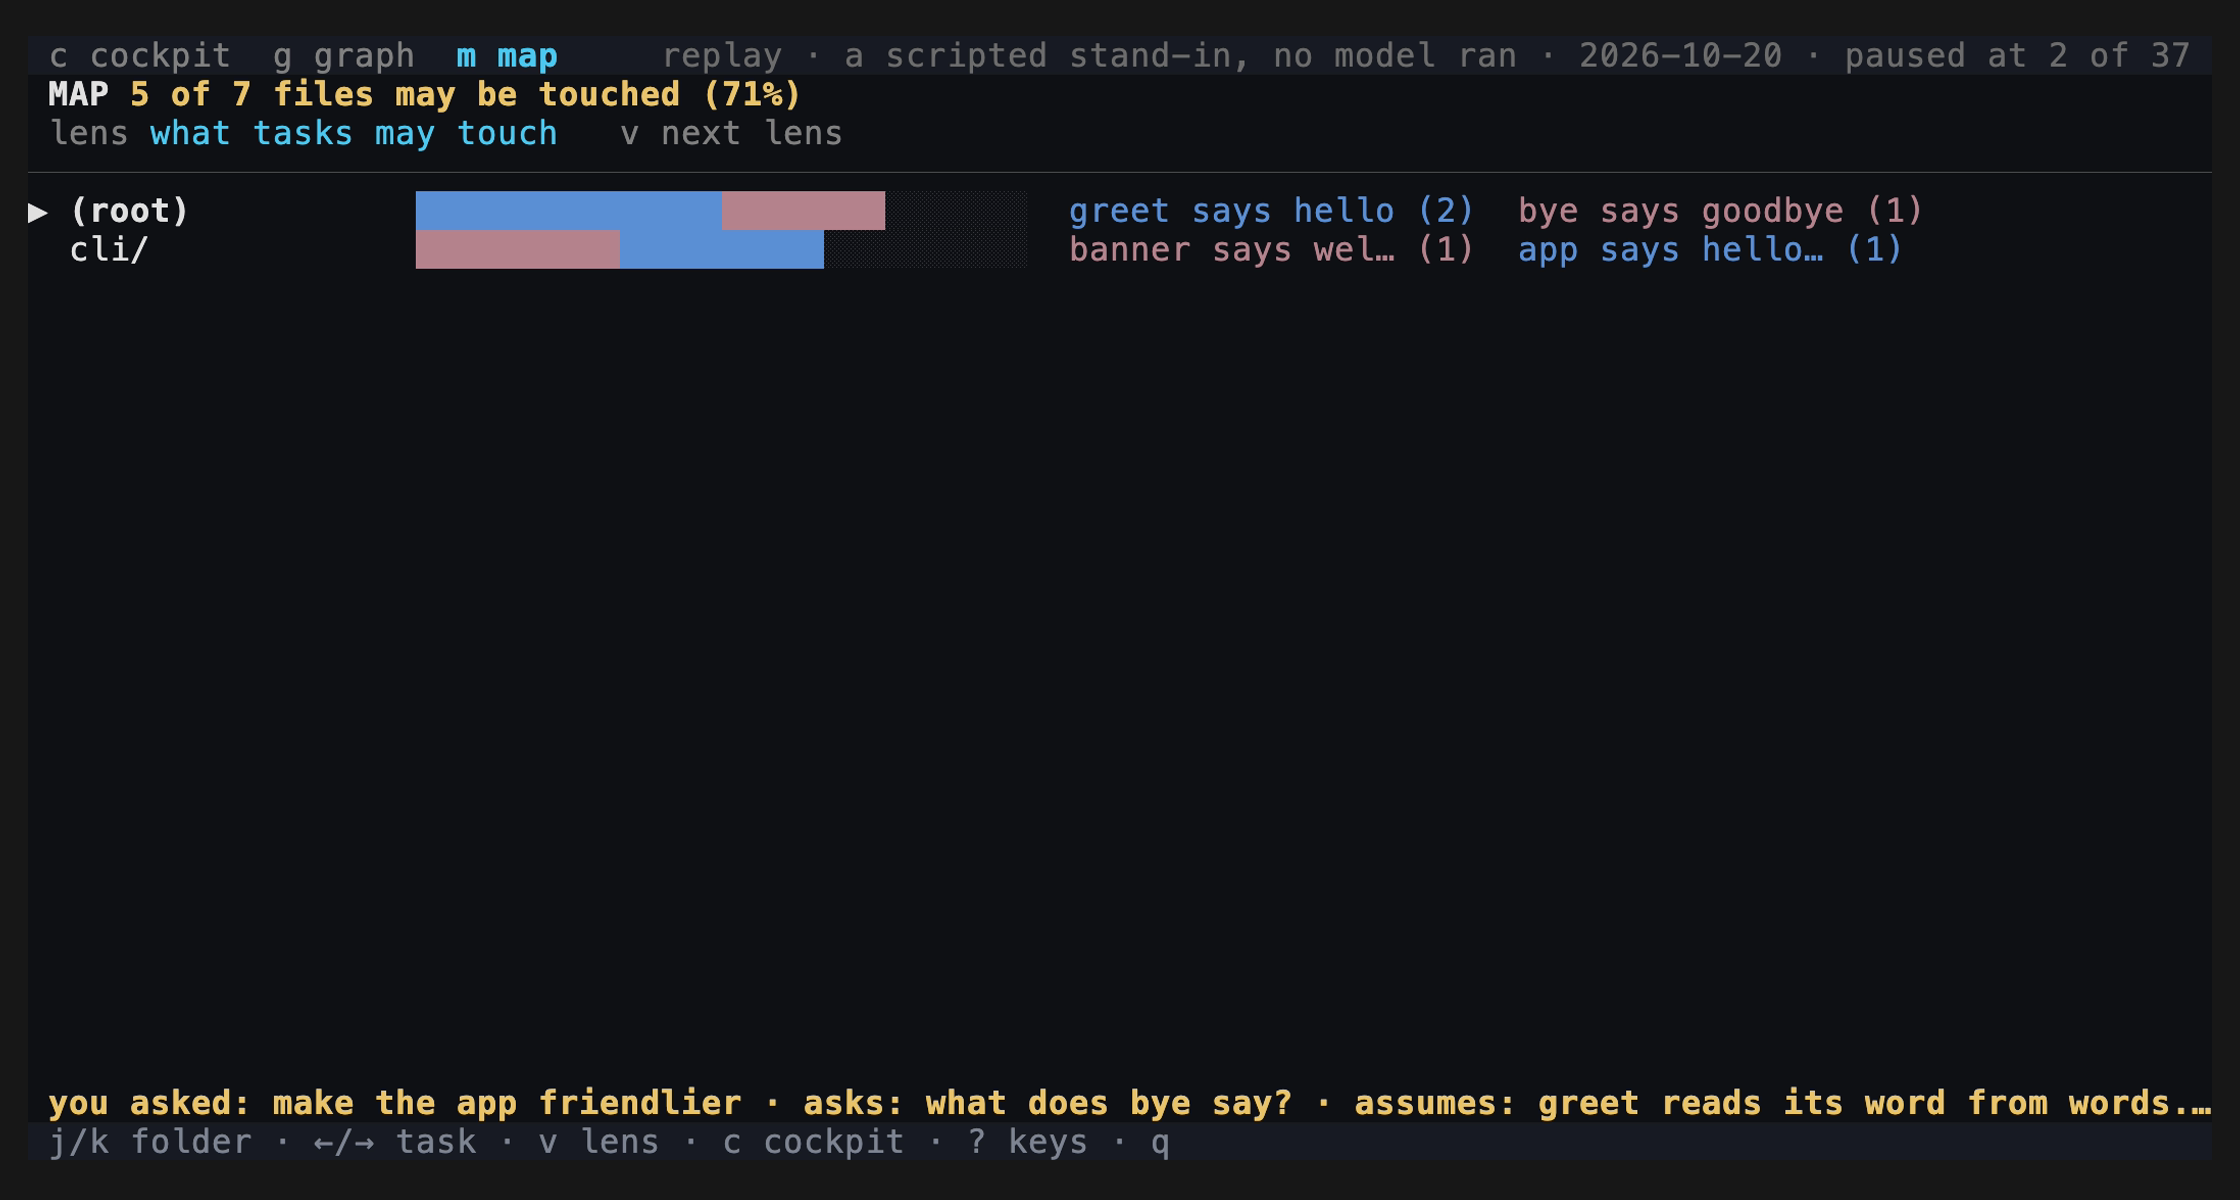 c cockpit  g graph  m map     replay · a scripted stand-in, no model ran · 2026-10-20 · paused at 2 of 37
MAP 5 of 7 files may be touched (71%)
lens what tasks may touch   v next lens
▶ (root)  greet says hello (2)  bye says goodbye (1)
cli/  banner says wel… (1)  app says hello… (1)
you asked: make the app friendlier · asks: what does bye say? · assumes: greet reads its word from words.…
j/k folder · ←/→ task · v lens · c cockpit · ? keys · q